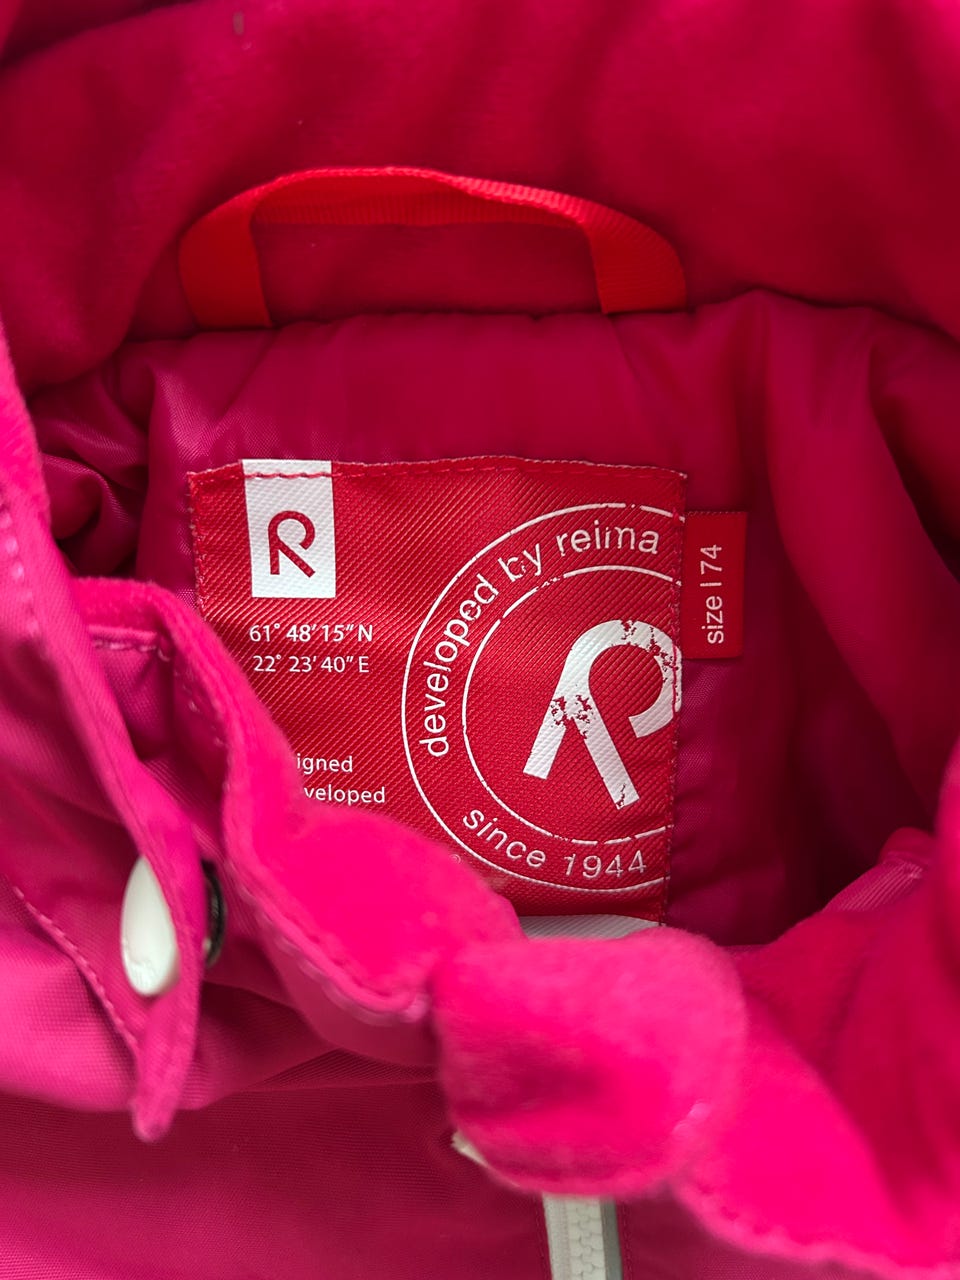 61° 48' 15" N
22° 23' 40" E
developed by reima
since 1944
size | 74